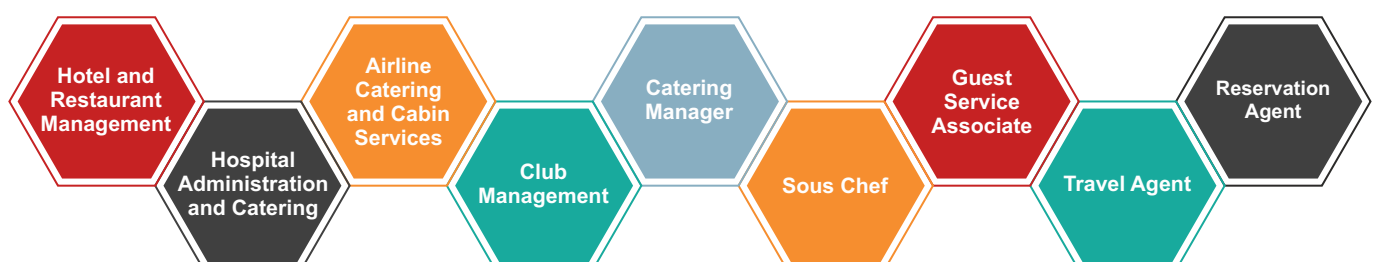 Hotel and
Restaurant
Management
Hospital
Administration
and Catering
Airline
Catering
and Cabin
Services
Club
Management
Catering
Manager
Sous Chef
Guest
Service
Associate
Travel Agent
Reservation
Agent